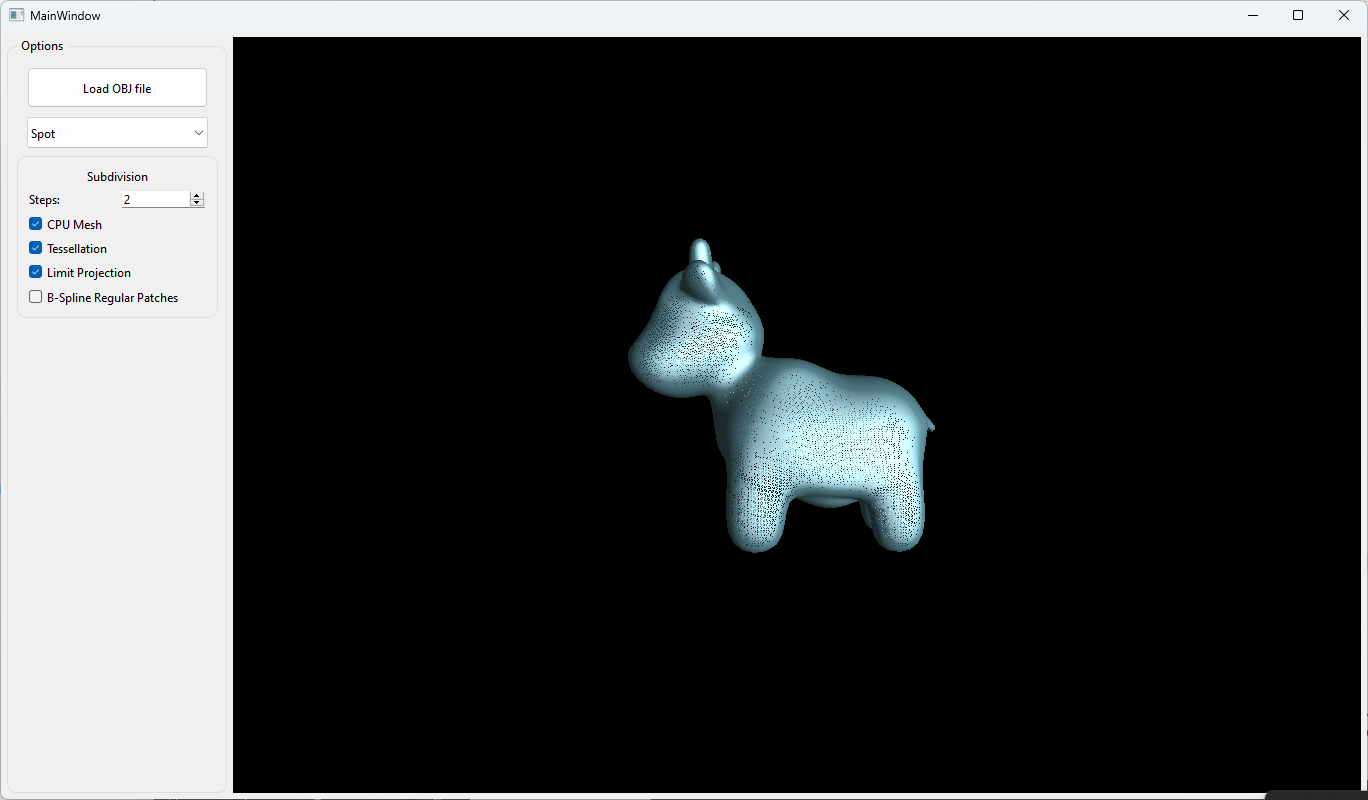 MainWindow
Options
Load OBJ file
Spot
Subdivision
Steps: 2
CPU Mesh
Tessellation
Limit Projection
B-Spline Regular Patches